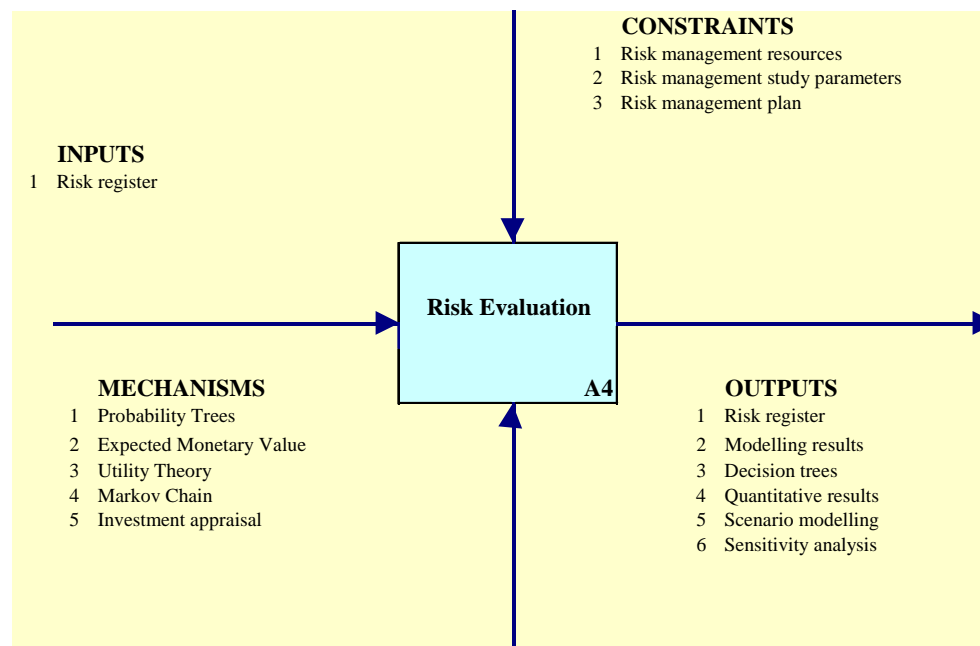 CONSTRAINTS
1 Risk management resources
2 Risk management study parameters
3 Risk management plan
INPUTS
1 Risk register
Risk Evaluation
A4
MECHANISMS
1 Probability Trees
2 Expected Monetary Value
3 Utility Theory
4 Markov Chain
5 Investment appraisal
OUTPUTS
1 Risk register
2 Modelling results
3 Decision trees
4 Quantitative results
5 Scenario modelling
6 Sensitivity analysis